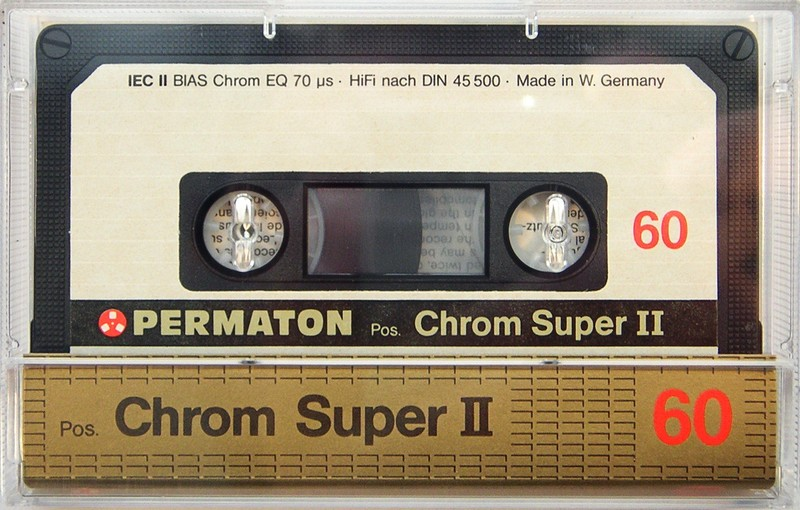 IEC II BIAS Chrom EQ 70 µs · HiFi nach DIN 45 500 · Made in W. Germany
60
PERMATON Pos. Chrom Super II
Pos. Chrom Super II 60